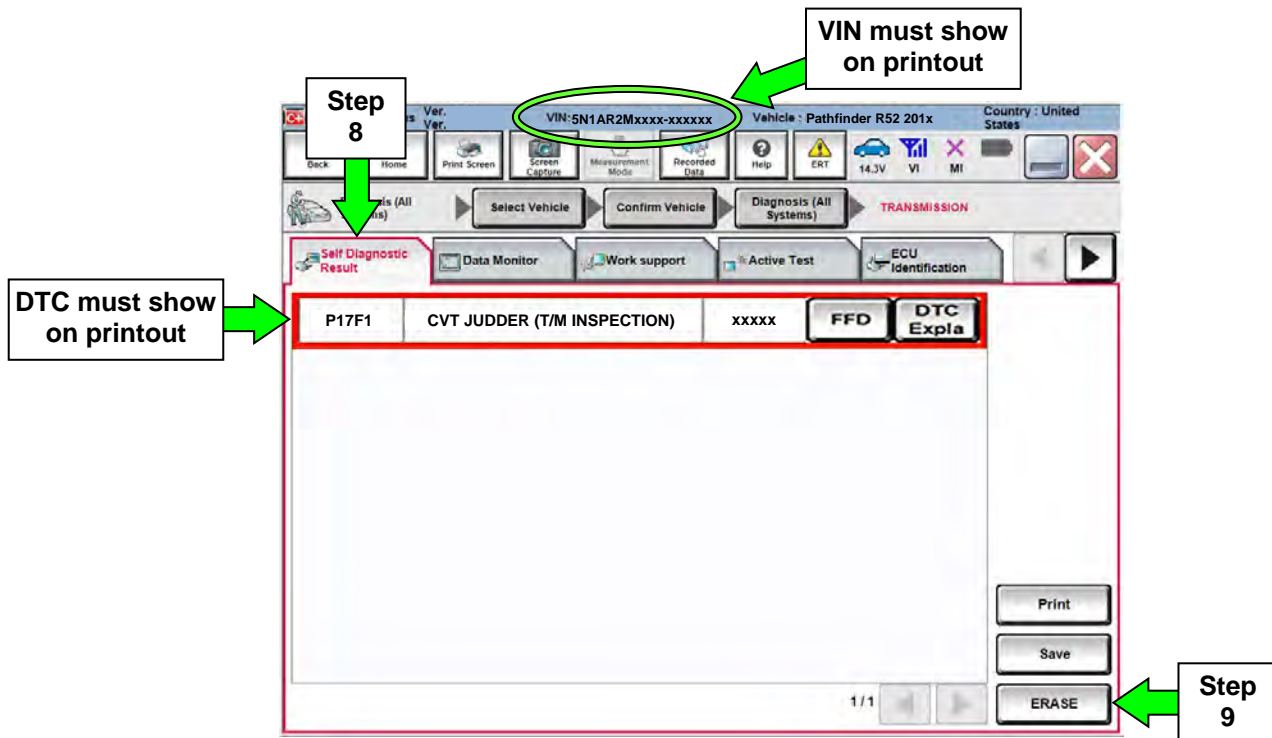 VIN must show
on printout
Step
8
Ver.
Ver.
VIN:5N1AR2Mxxxx-xxxxxx
Vehicle : Pathfinder R52 201x
Country : United
States
Back
Home
Print Screen
Screen
Capture
Measurement
Mode
Recorded
Data
Help
ERT
14.3V
VI
MI
Select Vehicle
Confirm Vehicle
Diagnosis (All
Systems)
TRANSMISSION
Self Diagnostic
Result
Data Monitor
Work support
Active Test
ECU
Identification
DTC must show
on printout
P17F1
CVT JUDDER (T/M INSPECTION)
xxxxx
FFD
DTC
Expla
Print
Save
1/1
ERASE
Step
9